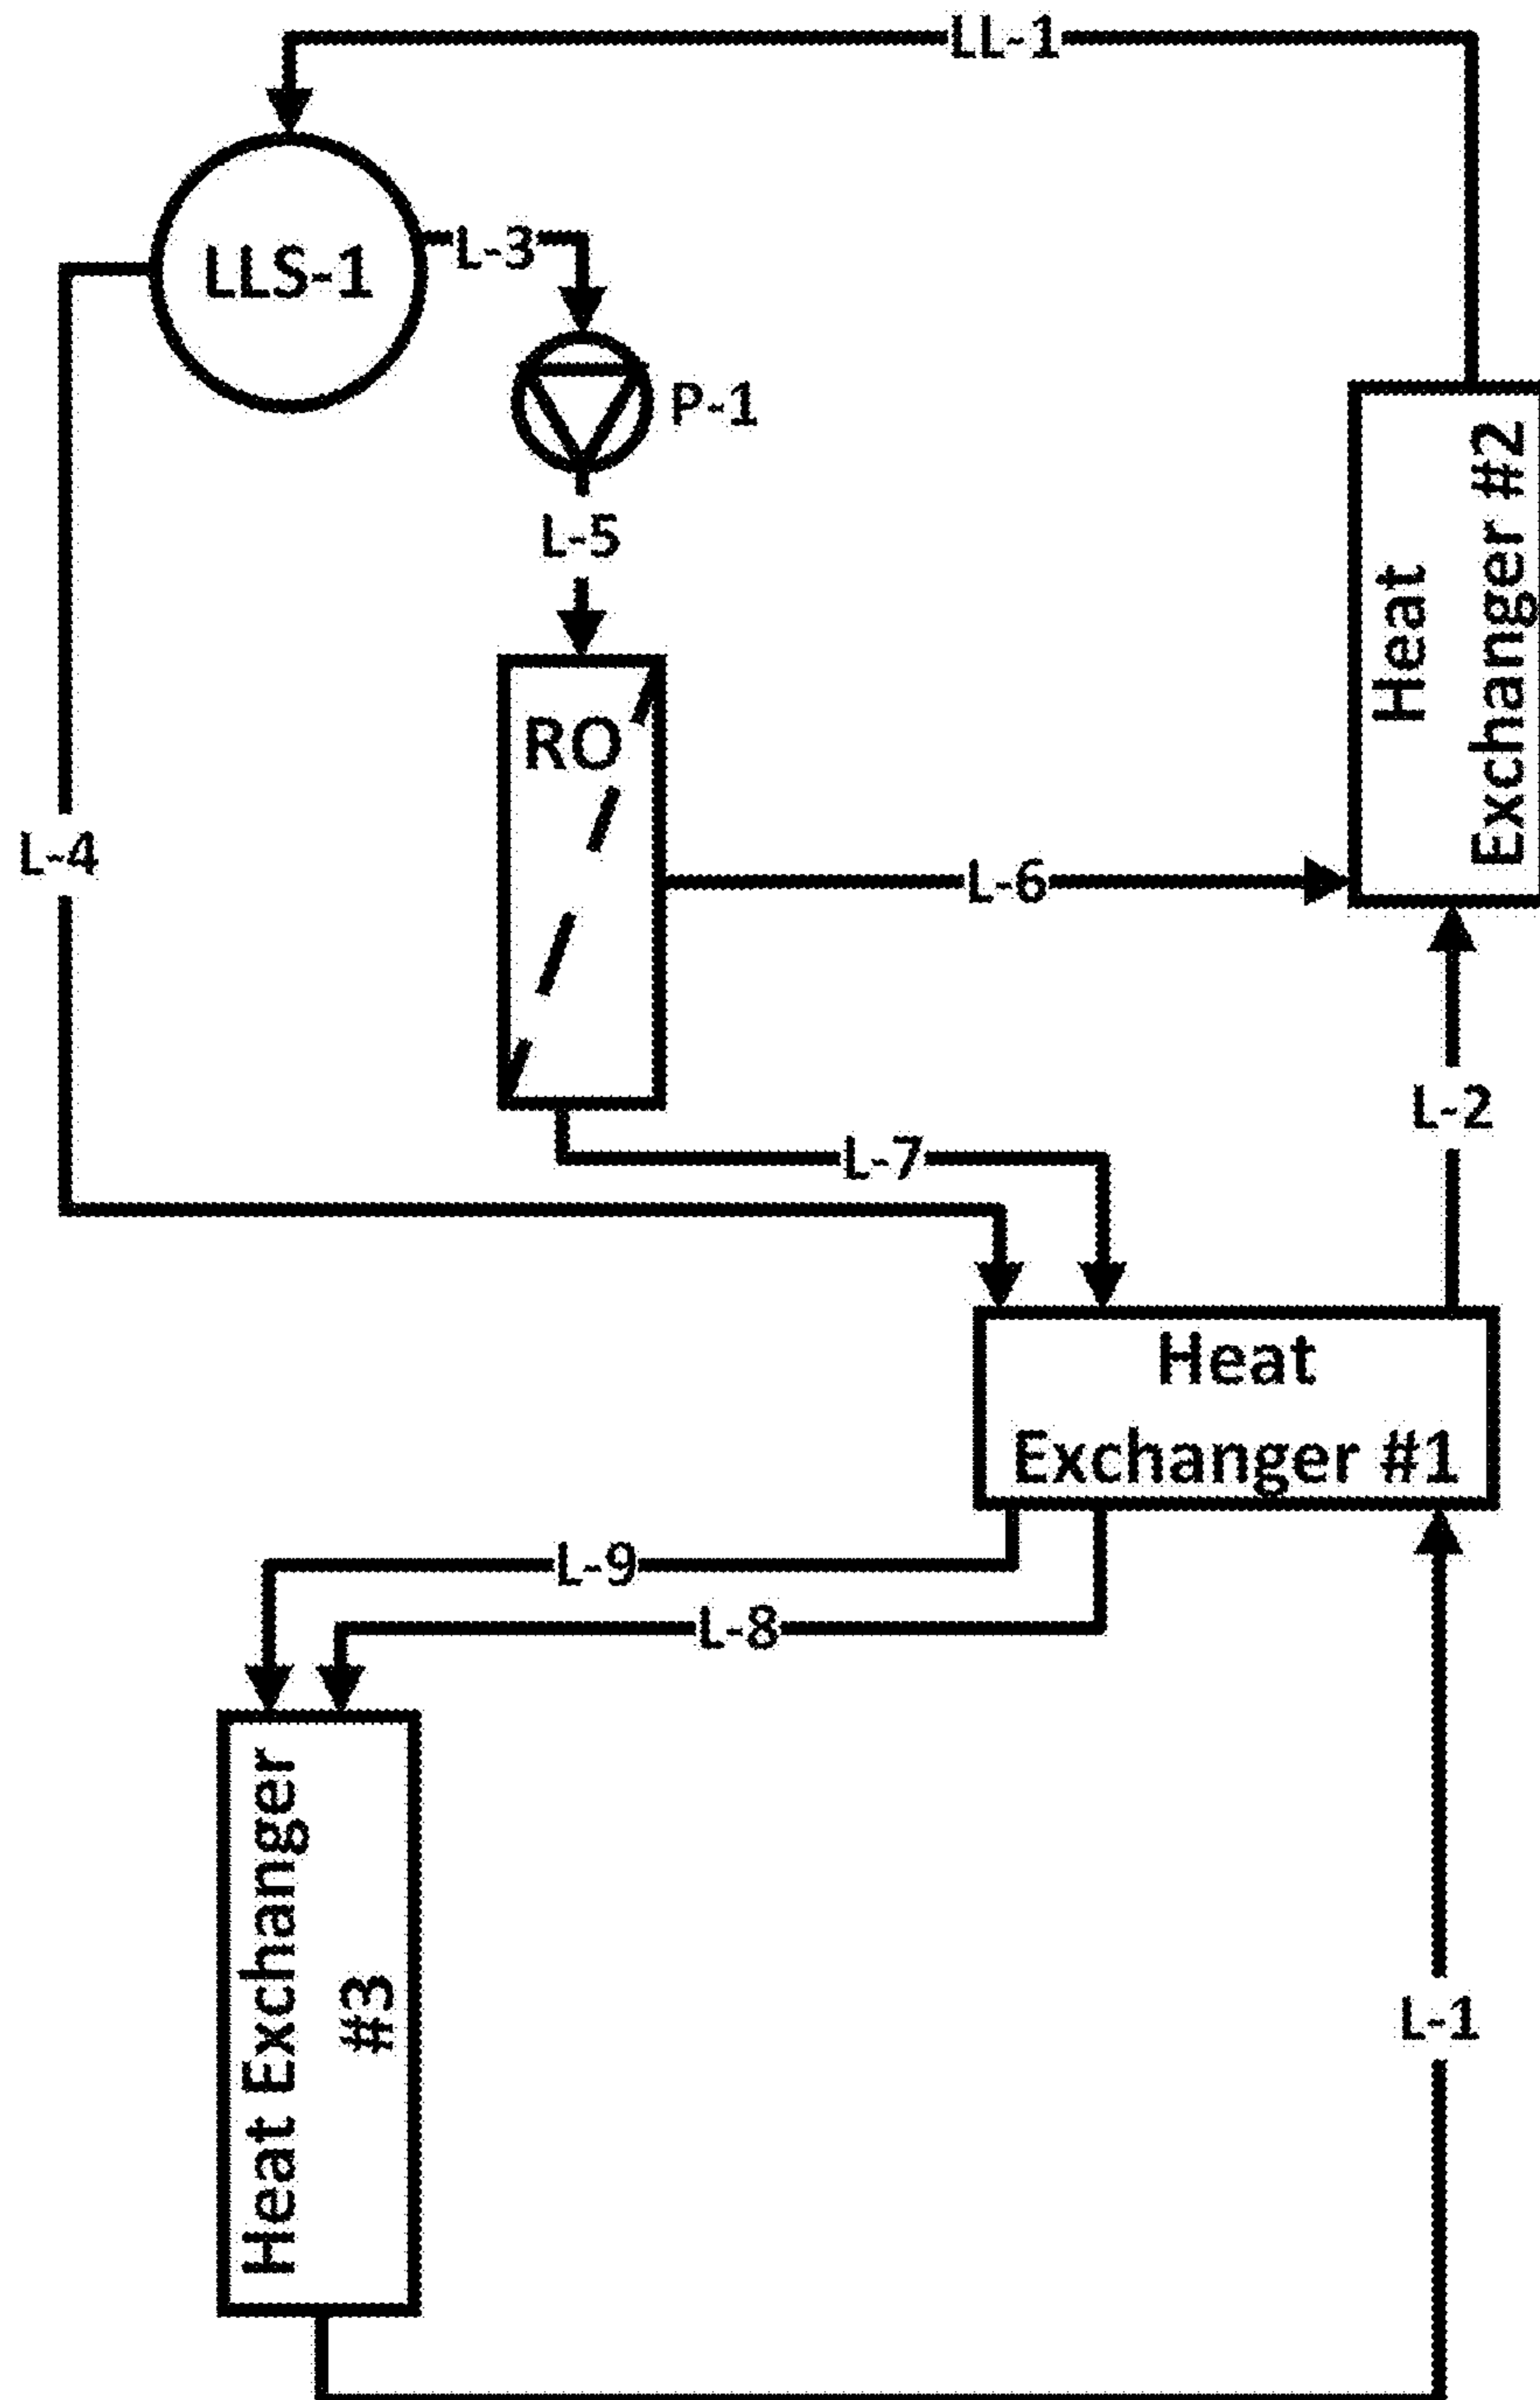 LL-1
LLS-1
L-3
P-1
L-5
Heat
Exchanger #2
RO
L-4
L-6
L-2
L-7
Heat
Exchanger #1
L-9
L-8
Heat Exchanger
#3
L-1